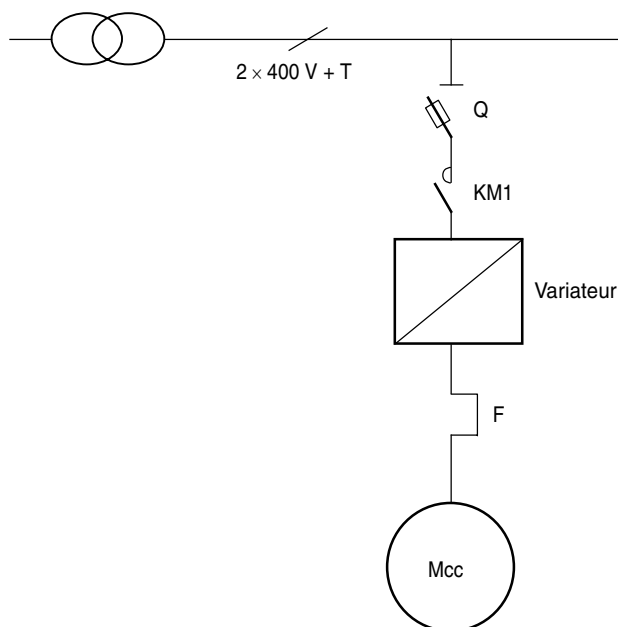 2 × 400 V + T
Q
KM1
Variateur
F
Mcc